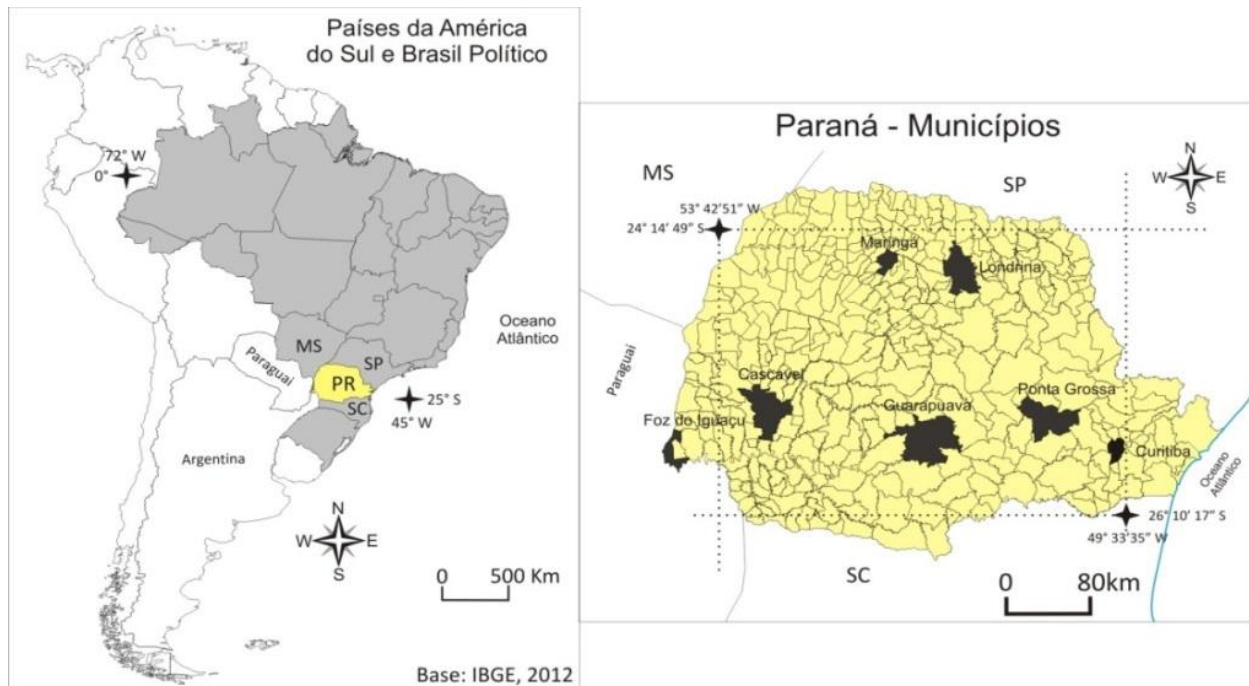 Países da América
do Sul e Brasil Político
72° W
0°
Oceano
Atlântico
MS
SP
Paraguai
PR
SC
25° S
45° W
Argentina
N
W E
S
0 500 Km
Base: IBGE, 2012
Paraná - Municípios
MS
SP
N
W E
S
53° 42'51” W
24° 14' 49” S
Maringá
Londrina
Paraguai
Cascavel
Ponta Grossa
Foz do Iguaçu
Guarapuava
Curitiba
Oceano
Atlântico
26° 10' 17” S
49° 33'35” W
SC
0 80km